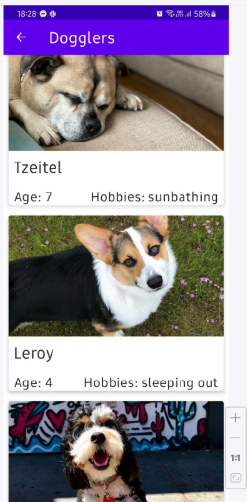 18:28 58%
Dogglers
Tzeitel
Age: 7 Hobbies: sunbathing
Leroy
Age: 4 Hobbies: sleeping out
1:1